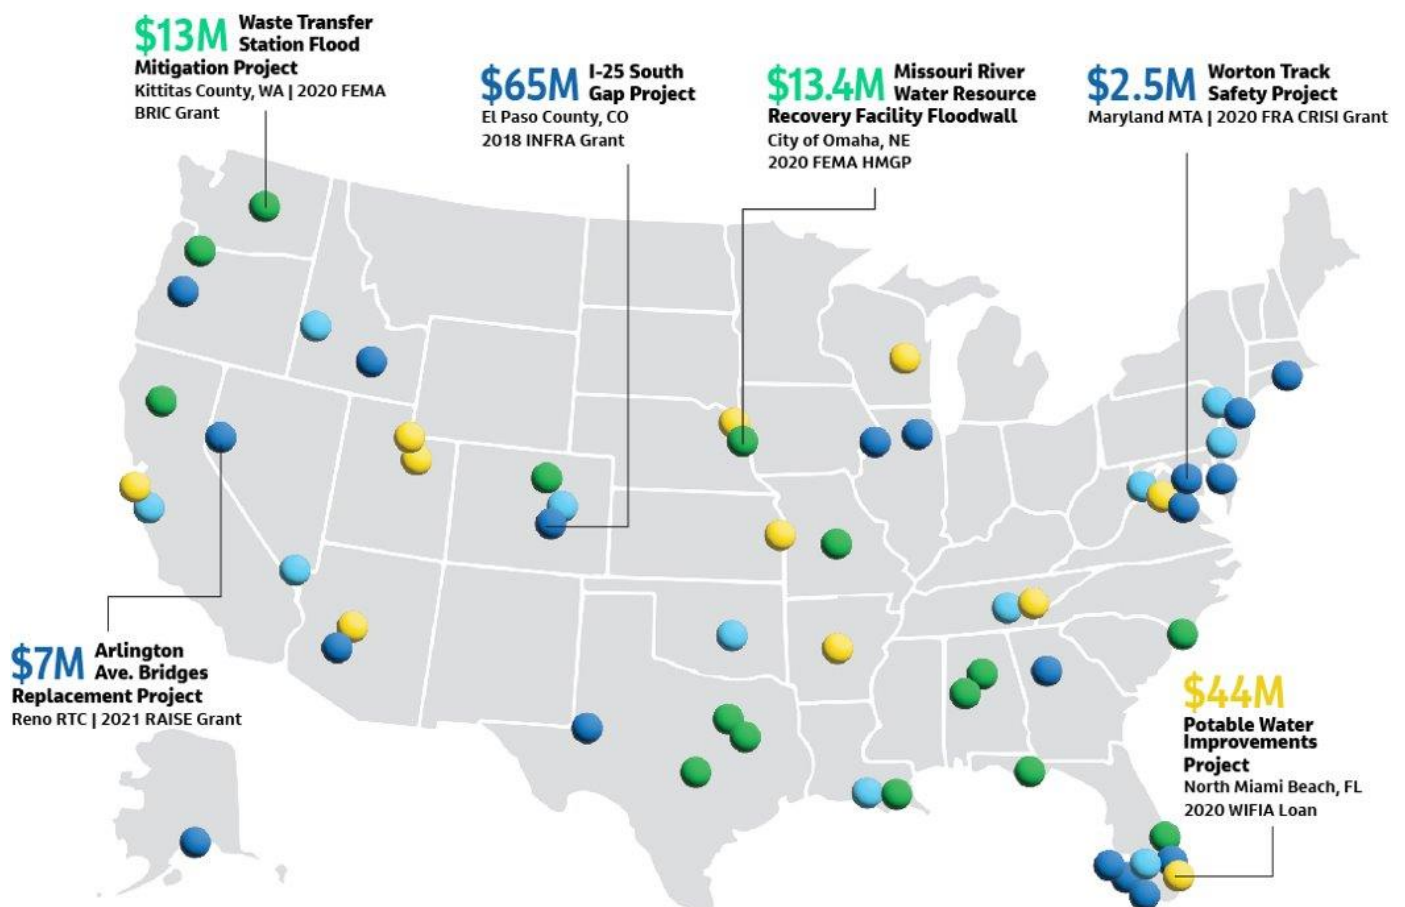 $13M Waste Transfer
Station Flood
Mitigation Project
Kittitas County, WA | 2020 FEMA
BRIC Grant
$65M I-25 South
Gap Project
El Paso County, CO
2018 INFRA Grant
$13.4M Missouri River
Water Resource
Recovery Facility Floodwall
City of Omaha, NE
2020 FEMA HMGP
$2.5M Worton Track
Safety Project
Maryland MTA | 2020 FRA CRISI Grant
$7M Arlington
Ave. Bridges
Replacement Project
Reno RTC | 2021 RAISE Grant
$44M
Potable Water
Improvements
Project
North Miami Beach, FL
2020 WIFIA Loan